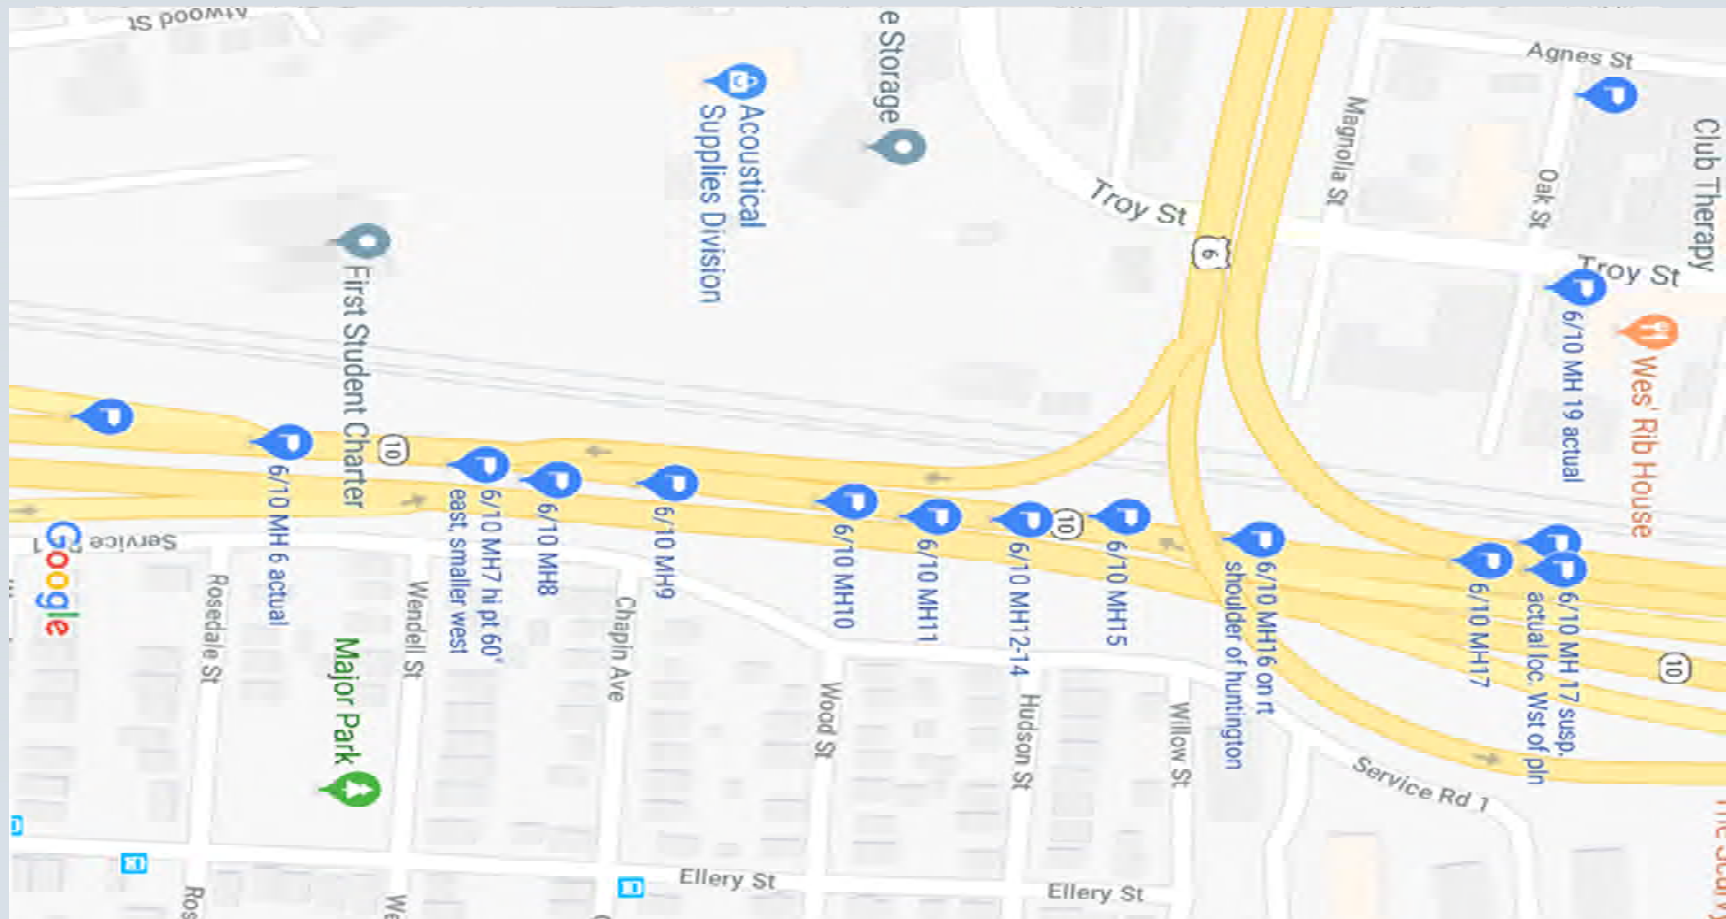 Atwood St
e Storage
Agnes St
Acoustical
Supplies Division
Magnolia St
Club Therapy
Oak St
Troy St
Troy St
6
First Student Charter
6/10 MH 19 actual
Wes' Rib House
10
10
10
6/10 MH 6 actual
6/10 MH7 hi pt 60'
east, smaller west
6/10 MH8
6/10 MH9
6/10 MH10
6/10 MH11
6/10 MH12-14
6/10 MH15
6/10 MH16 on rt
shoulder of huntington
6/10 MH17
6/10 MH 17 susp.
actual loc. Wst of pln
Service
Google
Rosedale St
Wendell St
Chapin Ave
Major Park
Wood St
Hudson St
Willow St
Service Rd 1
Ellery St
Ellery St
Ros
We